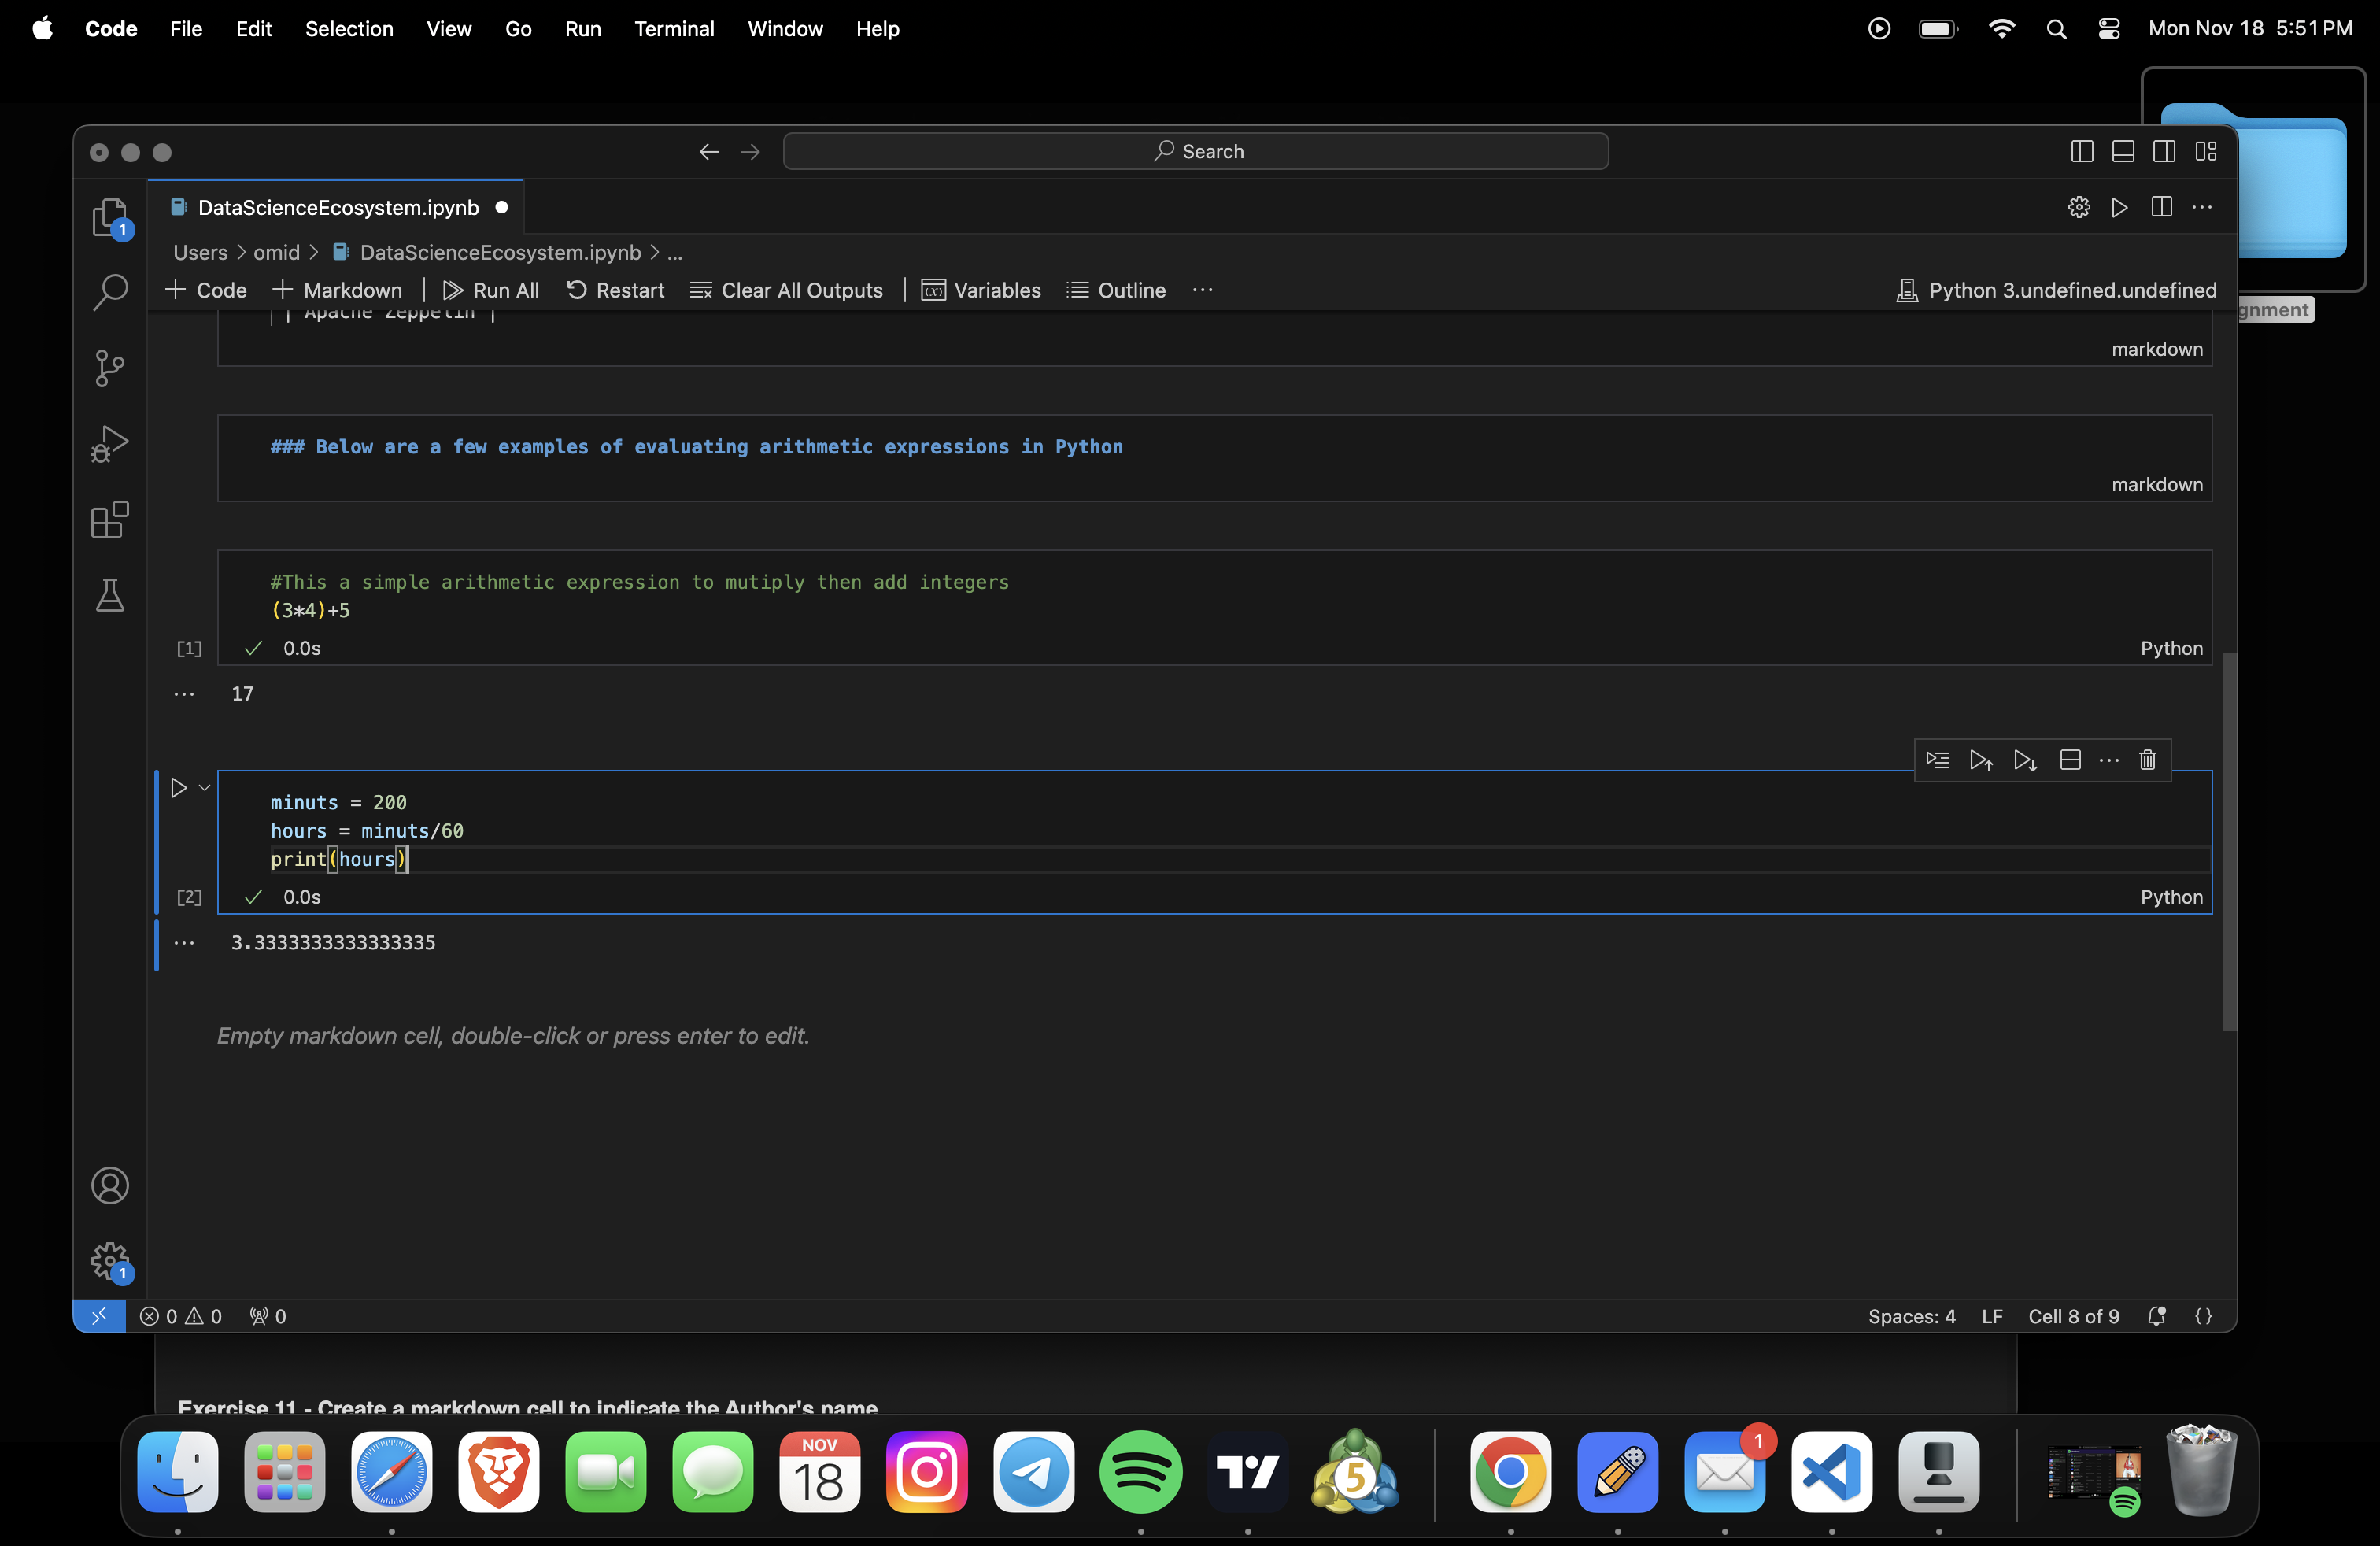 Code File Edit Selection View Go Run Terminal Window Help Mon Nov 18 5:51 PM
Search
DataScienceEcosystem.ipynb
1
Users > omid > DataScienceEcosystem.ipynb > ...
Code Markdown Run All Restart Clear All Outputs Variables Outline ... Python 3.undefined.undefined
gnment
| Apache Zeppelin |
markdown
### Below are a few examples of evaluating arithmetic expressions in Python
markdown
#This a simple arithmetic expression to mutiply then add integers
(3*4)+5
[1] 0.0s Python
... 17
minuts = 200
hours = minuts/60
print(hours)
[2] 0.0s Python
... 3.3333333333333335
Empty markdown cell, double-click or press enter to edit.
1
0 0 0 Spaces: 4 LF Cell 8 of 9 {}
Exercise 11 - Create a markdown cell to indicate the Author's name
NOV
18
5
1